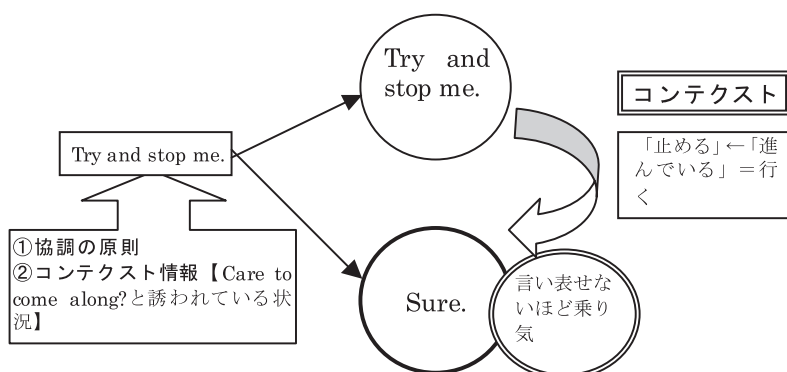 Try and
stop me.
コンテクスト
Try and stop me.
「止める」←「進
んでいる」＝行
く
①協調の原則
②コンテクスト情報【Care to
come along?と誘われている状
況】
Sure.
言い表せな
いほど乗り
気